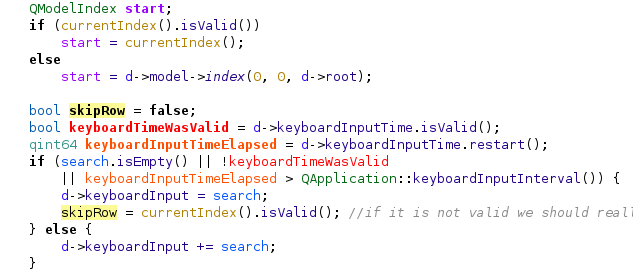 QModelIndex start;
if (currentIndex().isValid())
    start = currentIndex();
else
    start = d->model->index(0, 0, d->root);

bool skipRow = false;
bool keyboardTimeWasValid = d->keyboardInputTime.isValid();
qint64 keyboardInputTimeElapsed = d->keyboardInputTime.restart();
if (search.isEmpty() || !keyboardTimeWasValid
    || keyboardInputTimeElapsed > QApplication::keyboardInputInterval()) {
    d->keyboardInput = search;
    skipRow = currentIndex().isValid(); //if it is not valid we should real
} else {
    d->keyboardInput += search;
}